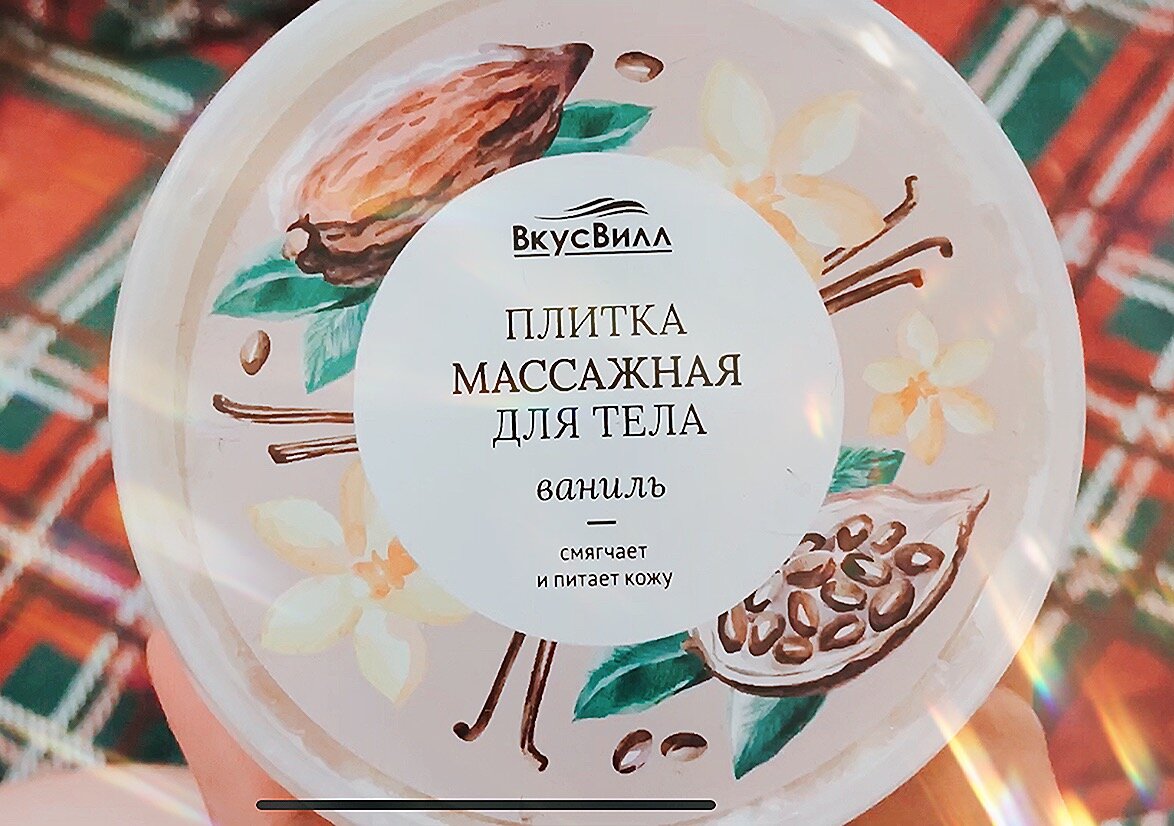 ВкусВилл
ПЛИТКА
МАССАЖНАЯ
ДЛЯ ТЕЛА
ваниль
смягчает
и питает кожу